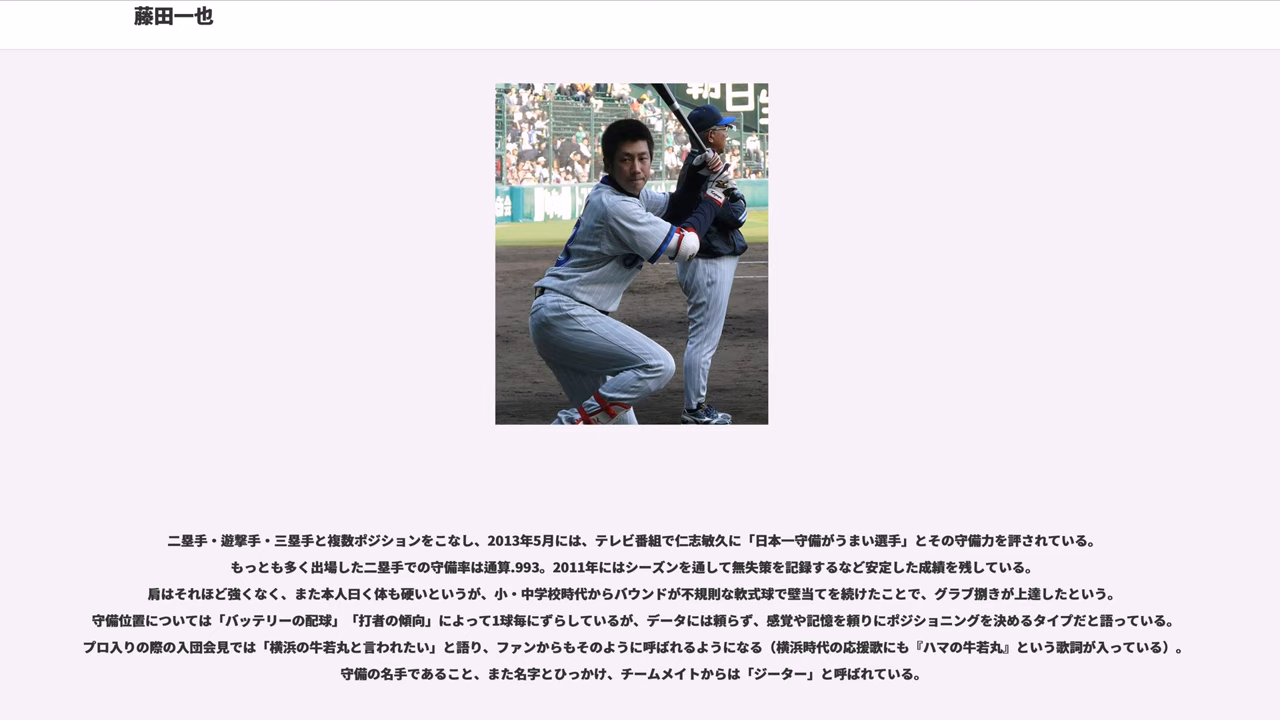 藤田一也
朝日生
二塁手・遊撃手・三塁手と複数ポジションをこなし、2013年5月には、テレビ番組で仁志敏久に「日本一守備がうまい選手」とその守備力を評されている。
もっとも多く出場した二塁手での守備率は通算.993。2011年にはシーズンを通して無失策を記録するなど安定した成績を残している。
肩はそれほど強くなく、また本人曰く体も硬いというが、小・中学校時代からバウンドが不規則な軟式球で壁当てを続けたことで、グラブ捌きが上達したという。
守備位置については「バッテリーの配球」「打者の傾向」によって1球毎にずらしているが、データには頼らず、感覚や記憶を頼りにポジショニングを決めるタイプだと語っている。
プロ入りの際の入団会見では「横浜の牛若丸と言われたい」と語り、ファンからもそのように呼ばれるようになる（横浜時代の応援歌にも『ハマの牛若丸』という歌詞が入っている）。
守備の名手であること、また名字とひっかけ、チームメイトからは「ジーター」と呼ばれている。